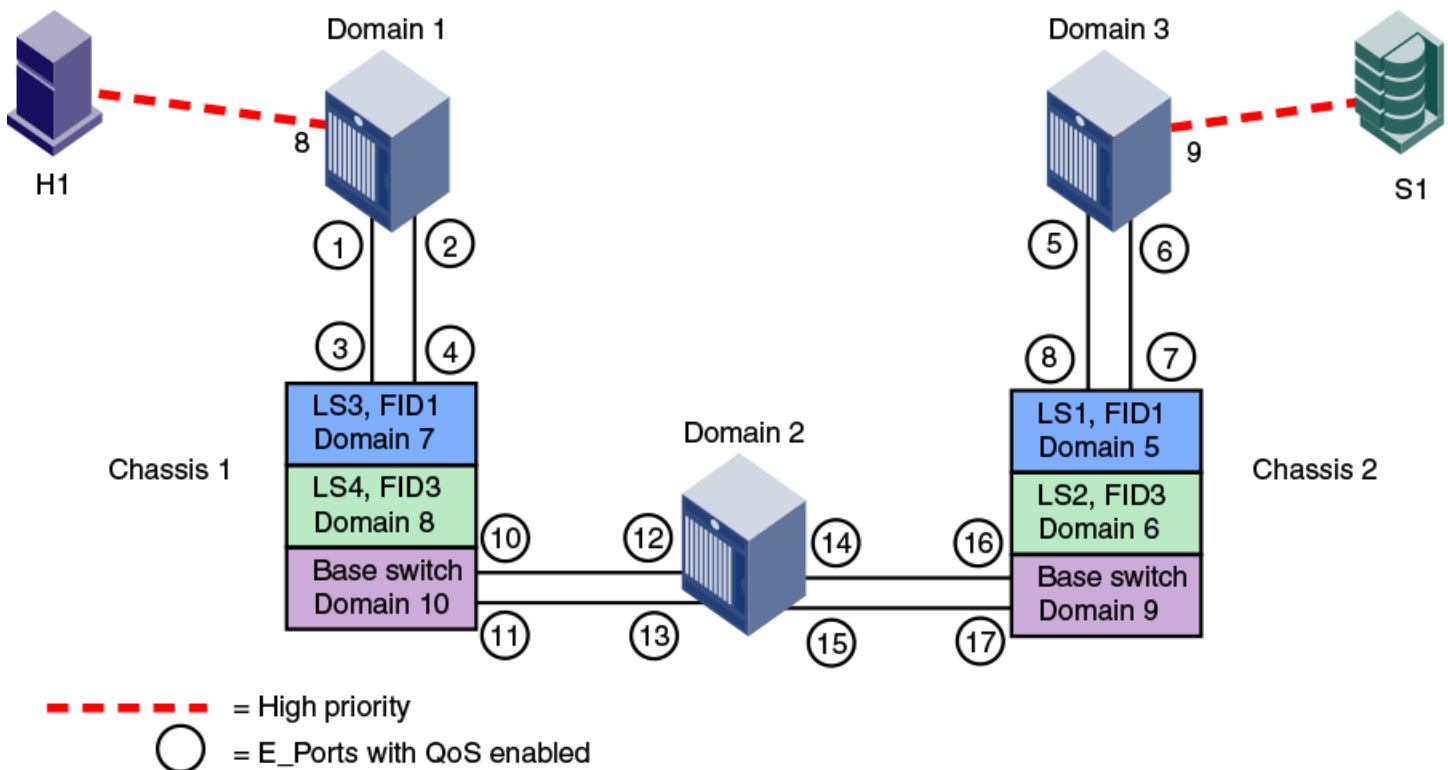 Domain 1
Domain 3
H1
8
9
S1
1
2
5
6
3
4
8
7
LS3, FID1
Domain 7
LS4, FID3
Domain 8
Base switch
Domain 10
Chassis 1
Domain 2
LS1, FID1
Domain 5
LS2, FID3
Domain 6
Base switch
Domain 9
Chassis 2
10
12
14
16
11
13
15
17
= High priority
= E_Ports with QoS enabled